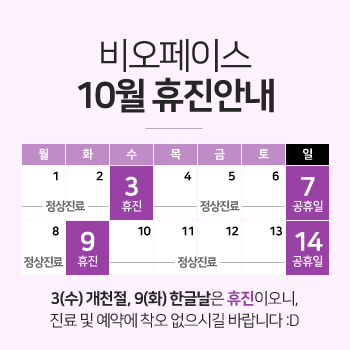 비오페이스
10월 휴진안내
월 화 수 목 금 토 일
1 2 3 4 5 6 7
정상진료 휴진 정상진료 공휴일
8 9 10 11 12 13 14
정상진료 휴진 정상진료 공휴일
3(수) 개천절, 9(화) 한글날은 휴진이오니,
진료 및 예약에 착오 없으시길 바랍니다 :D